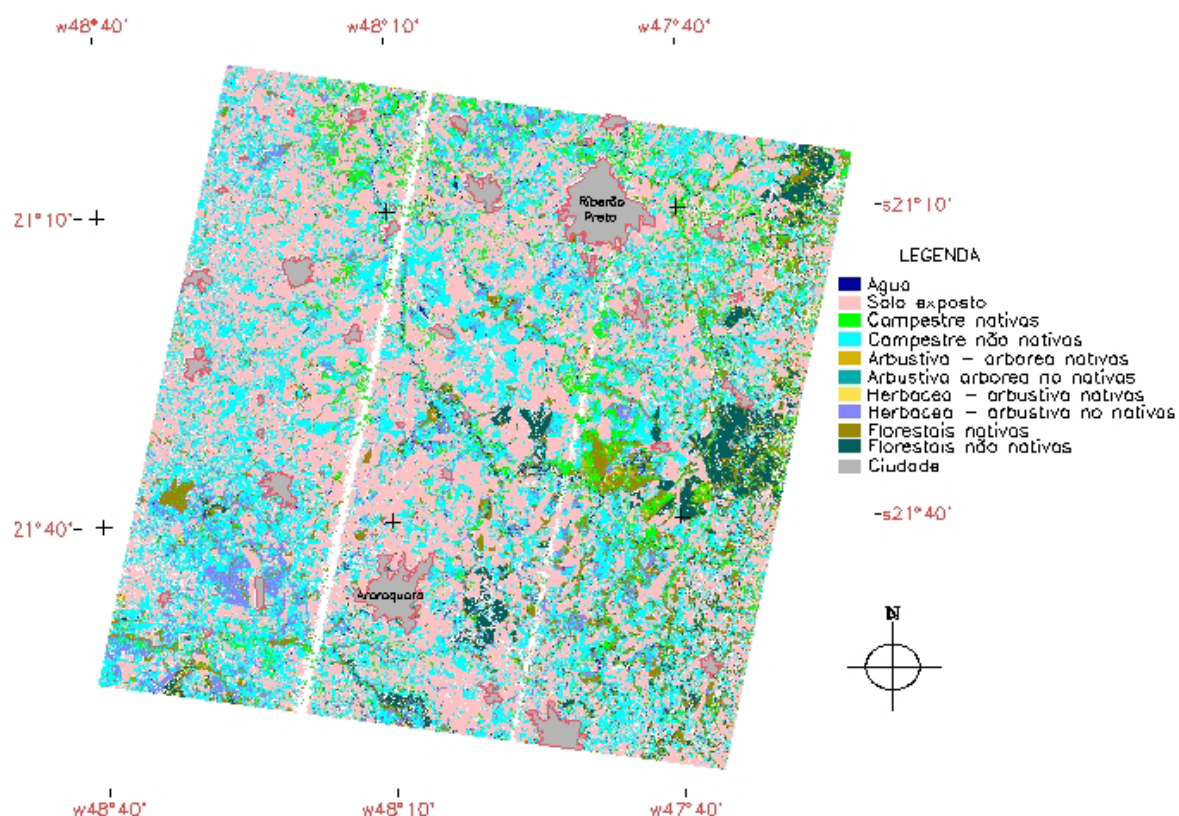 w48°40' w48°10' w47°40'
21°10' -s21°10'
Ribeirão
Preto
LEGENDA
Agua
Solo exposto
Campestre nativas
Campestre não nativas
Arbustiva - arborea nativas
Arbustiva arborea no nativas
Herbacea - arbustiva nativas
Herbacea - arbustiva no nativas
Florestais nativas
Florestais não nativas
Ciudade
21°40' -s21°40'
Araraquara
N
w48°40' w48°10' w47°40'